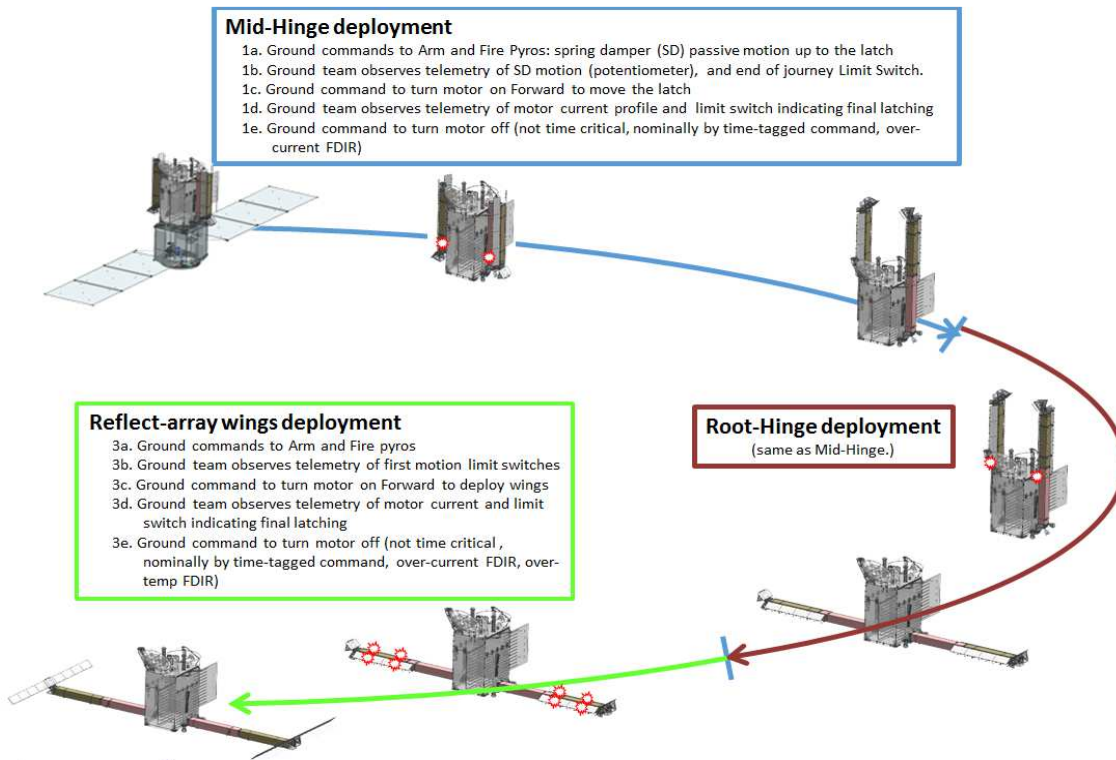 Mid-Hinge deployment
1a. Ground commands to Arm and Fire Pyros: spring damper (SD) passive motion up to the latch
1b. Ground team observes telemetry of SD motion (potentiometer), and end of journey Limit Switch.
1c. Ground command to turn motor on Forward to move the latch
1d. Ground team observes telemetry of motor current profile and limit switch indicating final latching
1e. Ground command to turn motor off (not time critical, nominally by time-tagged command, over-
current FDIR)
Root-Hinge deployment
(same as Mid-Hinge.)
Reflect-array wings deployment
3a. Ground commands to Arm and Fire pyros
3b. Ground team observes telemetry of first motion limit switches
3c. Ground command to turn motor on Forward to deploy wings
3d. Ground team observes telemetry of motor current and limit
switch indicating final latching
3e. Ground command to turn motor off (not time critical ,
nominally by time-tagged command, over-current FDIR, over-
temp FDIR)